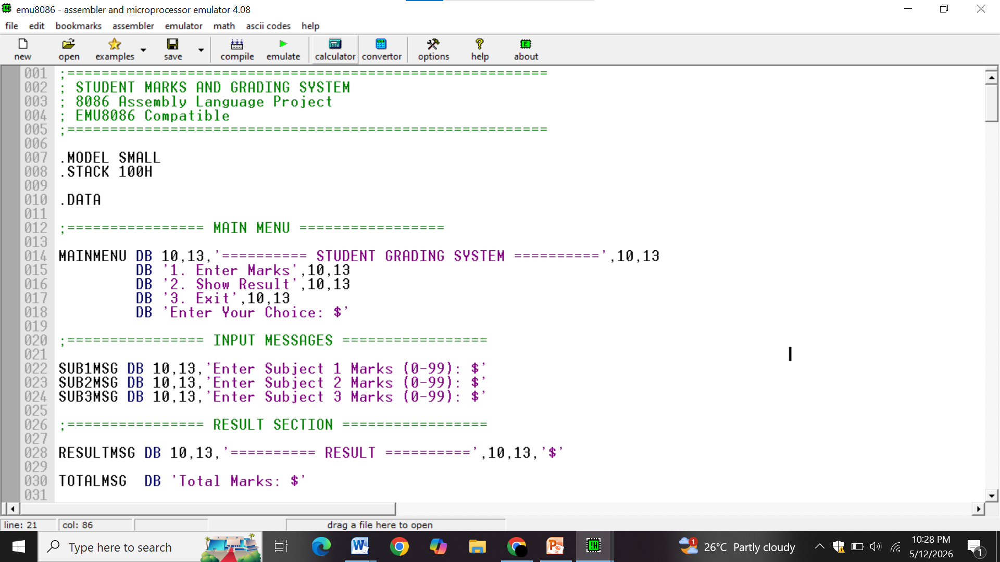 emu8086 - assembler and microprocessor emulator 4.08
file edit bookmarks assembler emulator math ascii codes help
new open examples save compile emulate calculator convertor options help about
001 ;========================================================
002 ; STUDENT MARKS AND GRADING SYSTEM
003 ; 8086 Assembly Language Project
004 ; EMU8086 Compatible
005 ;========================================================
006
007 .MODEL SMALL
008 .STACK 100H
009
010 .DATA
011
012 ;================ MAIN MENU =================
013
014 MAINMENU DB 10,13,'========== STUDENT GRADING SYSTEM ==========',10,13
015 DB '1. Enter Marks',10,13
016 DB '2. Show Result',10,13
017 DB '3. Exit',10,13
018 DB 'Enter Your Choice: $'
019
020 ;================ INPUT MESSAGES =================
021
022 SUB1MSG DB 10,13,'Enter Subject 1 Marks (0-99): $'
023 SUB2MSG DB 10,13,'Enter Subject 2 Marks (0-99): $'
024 SUB3MSG DB 10,13,'Enter Subject 3 Marks (0-99): $'
025
026 ;================ RESULT SECTION =================
027
028 RESULTMSG DB 10,13,'========== RESULT ==========',10,13,'$'
029
030 TOTALMSG DB 'Total Marks: $'
031
line: 21 col: 86 drag a file here to open
Type here to search 1 26°C Partly cloudy 10:28 PM
5/12/2026 1